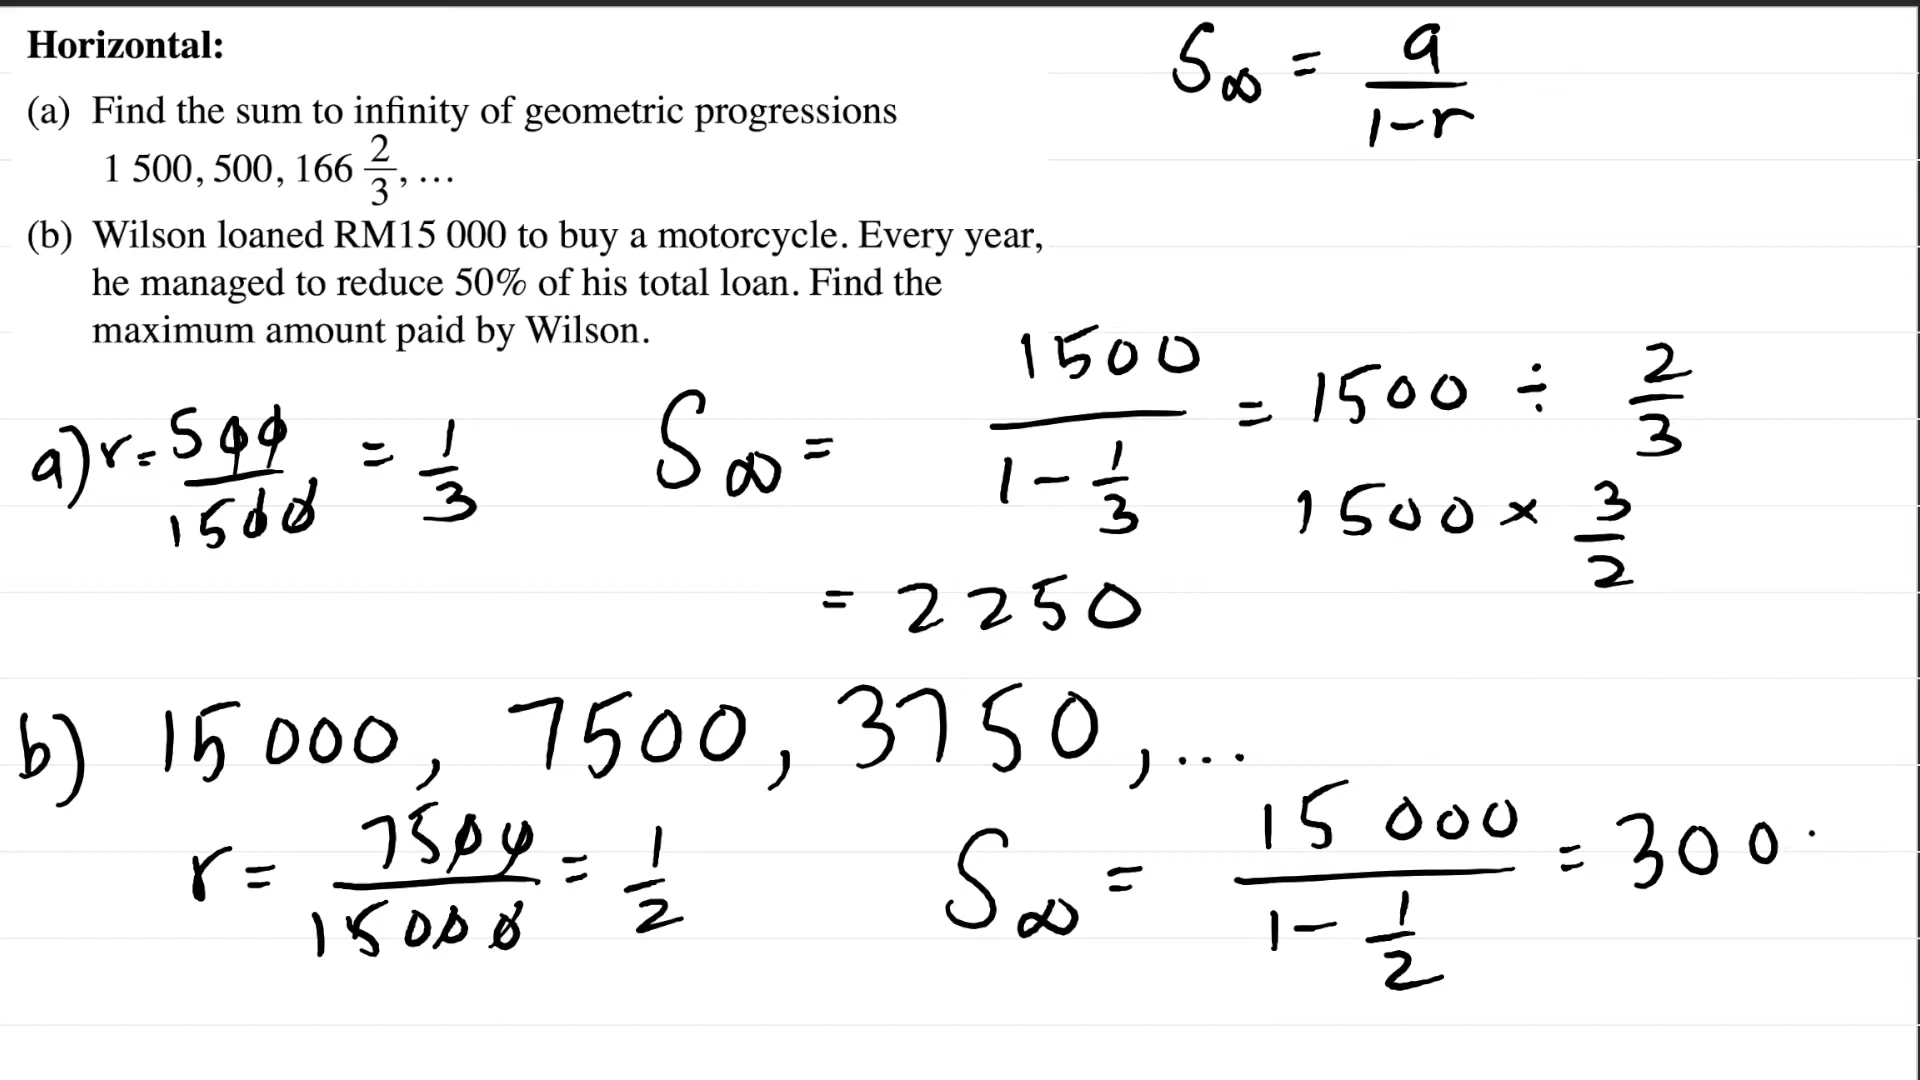 Horizontal:
S∞ = a/(1-r)
(a) Find the sum to infinity of geometric progressions
1 500, 500, 166 2/3, ...
(b) Wilson loaned RM15 000 to buy a motorcycle. Every year,
he managed to reduce 50% of his total loan. Find the
maximum amount paid by Wilson.
a) r = 500/1500 = 1/3
S∞ = 1500/(1 - 1/3) = 1500 ÷ 2/3
1500 × 3/2
= 2250
b) 15 000, 7500, 3750, ...
r = 7500/15000 = 1/2
S∞ = 15 000/(1 - 1/2) = 300